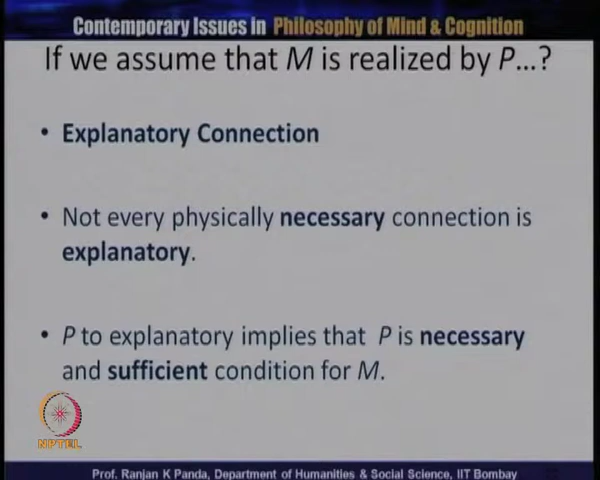 Contemporary Issues in Philosophy of Mind & Cognition
If we assume that M is realized by P...?
• Explanatory Connection
• Not every physically necessary connection is
explanatory.
• P to explanatory implies that P is necessary
and sufficient condition for M.
NPTEL
Prof. Ranjan K Panda, Department of Humanities & Social Science, IIT Bombay